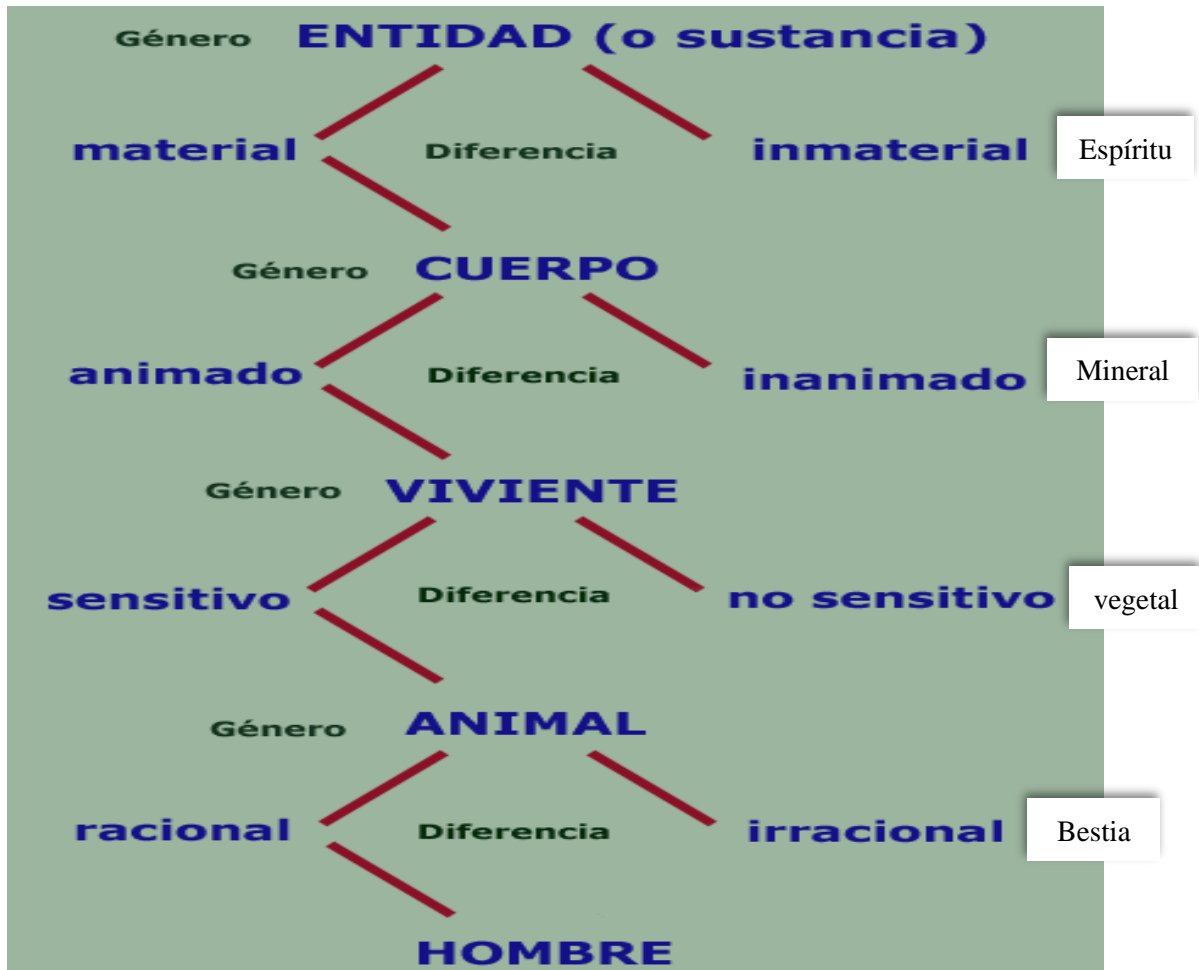 Género ENTIDAD (o sustancia)
material Diferencia inmaterial Espíritu
Género CUERPO
animado Diferencia inanimado Mineral
Género VIVIENTE
sensitivo Diferencia no sensitivo vegetal
Género ANIMAL
racional Diferencia irracional Bestia
HOMBRE